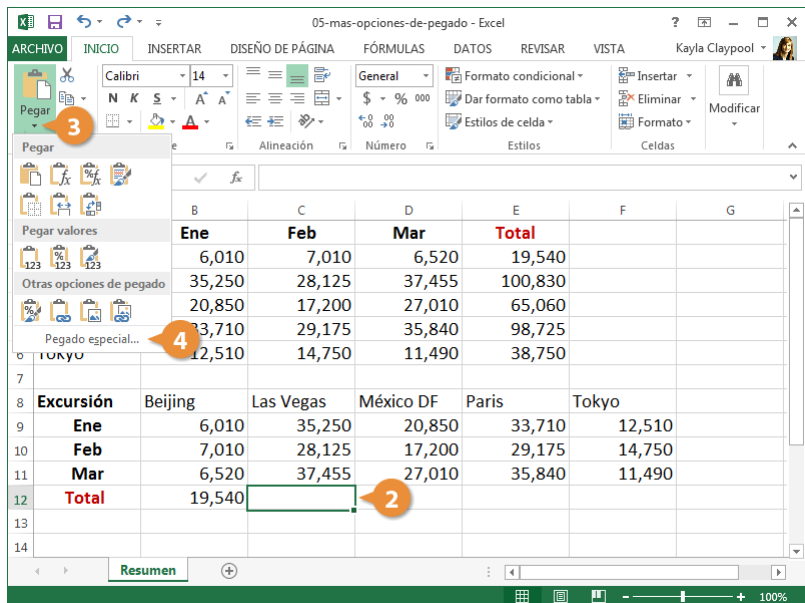 05-mas-opciones-de-pegado - Excel
ARCHIVO INICIO INSERTAR DISEÑO DE PÁGINA FÓRMULAS DATOS REVISAR VISTA Kayla Claypool
Pegar Calibri 14 General Formato condicional Insertar
N K S A A $ % 000 Dar formato como tabla Eliminar Modificar
A Estilos de celda Formato
3
e Alineación Número Estilos Celdas
Pegar
fx
B C D E F G
Ene Feb Mar Total
6,010 7,010 6,520 19,540
35,250 28,125 37,455 100,830
20,850 17,200 27,010 65,060
33,710 29,175 35,840 98,725
6 Tokyo 12,510 14,750 11,490 38,750
Pegar valores
123 123 123
Otras opciones de pegado
Pegado especial...
4
7
8 Excursión Beijing Las Vegas México DF Paris Tokyo
9 Ene 6,010 35,250 20,850 33,710 12,510
10 Feb 7,010 28,125 17,200 29,175 14,750
11 Mar 6,520 37,455 27,010 35,840 11,490
12 Total 19,540
2
13
14
Resumen
100%